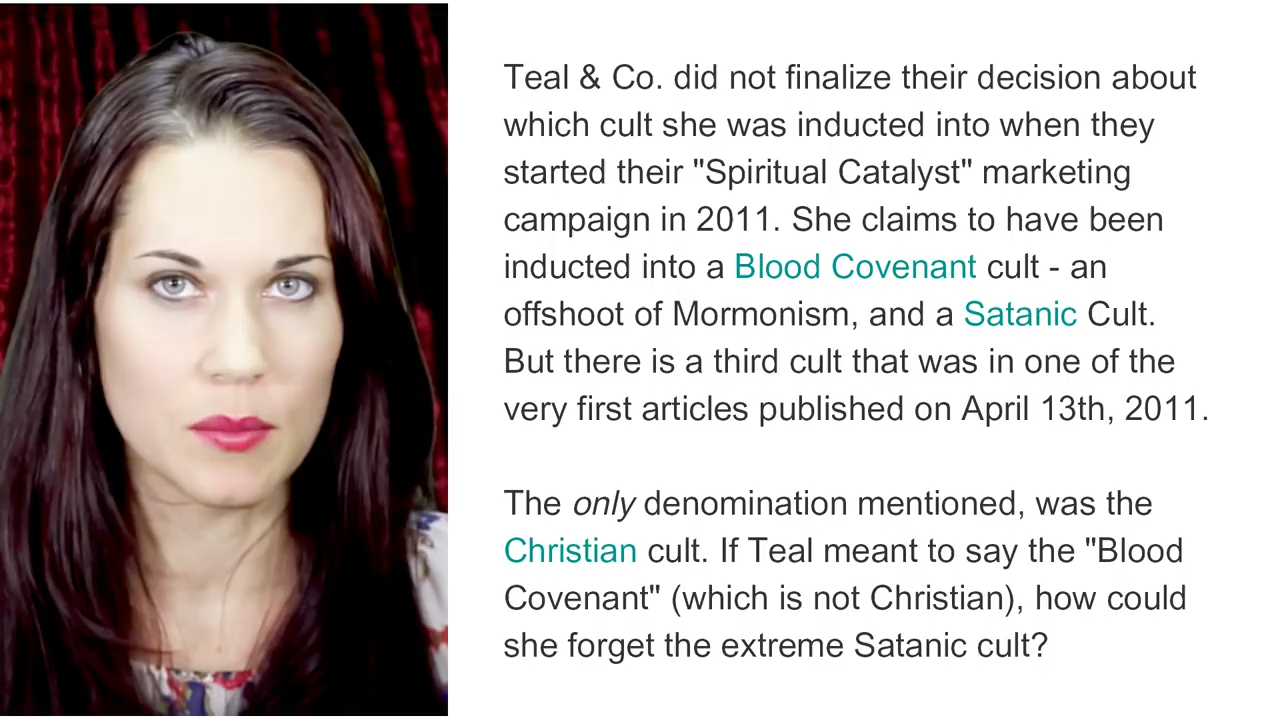 Teal & Co. did not finalize their decision about
which cult she was inducted into when they
started their "Spiritual Catalyst" marketing
campaign in 2011. She claims to have been
inducted into a Blood Covenant cult - an
offshoot of Mormonism, and a Satanic Cult.
But there is a third cult that was in one of the
very first articles published on April 13th, 2011.
The only denomination mentioned, was the
Christian cult. If Teal meant to say the "Blood
Covenant" (which is not Christian), how could
she forget the extreme Satanic cult?